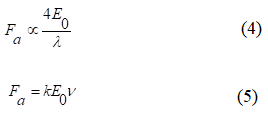 F_a ∝ 4E_0/λ (4)
F_a = kE_0ν (5)